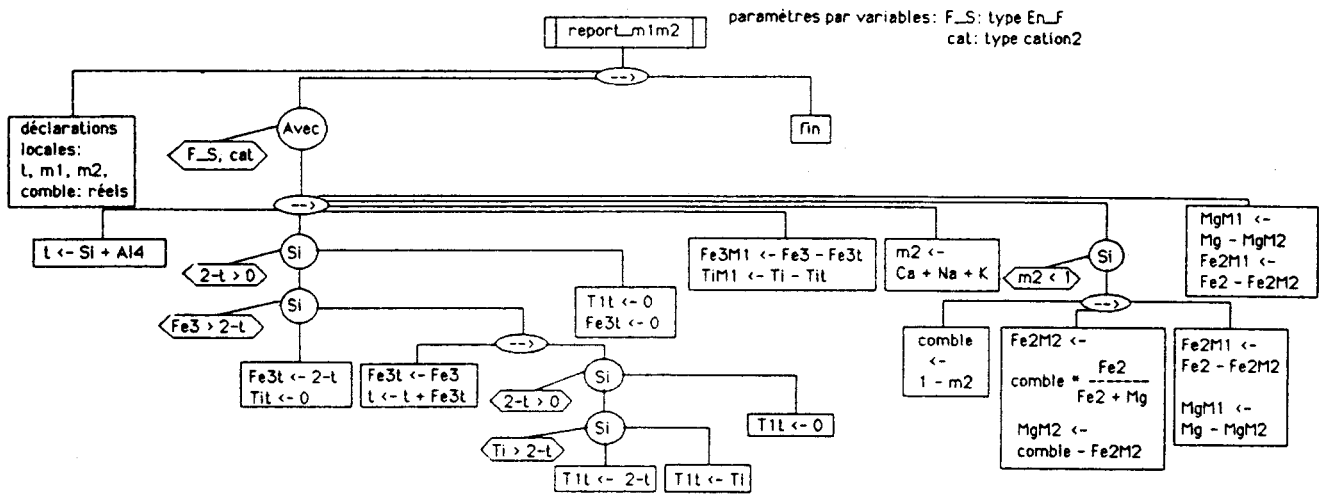 report_m1m2
paramètres par variables: F_S: type En_F
cat: type cation2
-->
déclarations
locales:
t, m1, m2,
comble: réels
Avec
F_S, cat
fin
-->
t <- Si + Al4
Si
2-t > 0
Si
Fe3 > 2-t
Fe3t <- 2-t
Tit <- 0
-->
Fe3t <- Fe3
t <- t + Fe3t
Si
2-t > 0
Si
Ti > 2-t
T1t <- 2-t
T1t <- Ti
T1t <- 0
T1t <- 0
Fe3t <- 0
Fe3M1 <- Fe3 - Fe3t
TiM1 <- Ti - Tit
m2 <-
Ca + Na + K
Si
m2 < 1
-->
comble
<-
1 - m2
Fe2M2 <-
comble * Fe2
--------
Fe2 + Mg
MgM2 <-
comble - Fe2M2
Fe2M1 <-
Fe2 - Fe2M2
MgM1 <-
Mg - MgM2
MgM1 <-
Mg - MgM2
Fe2M1 <-
Fe2 - Fe2M2